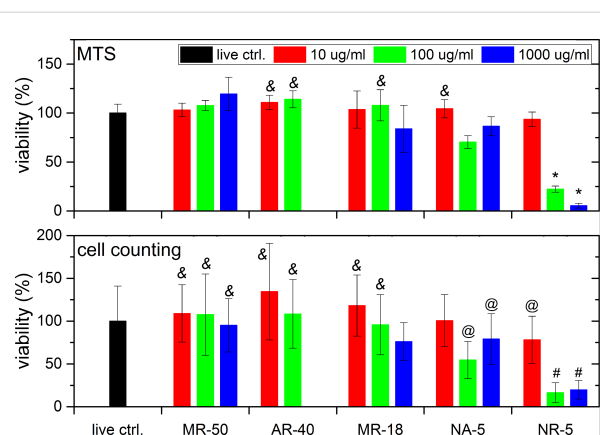 MTS
live ctrl. 10 ug/ml 100 ug/ml 1000 ug/ml
viability (%)
150
100
50
0
& & & &
* *
cell counting
viability (%)
200
150
100
50
0
& & & & & & &
@ @ @
# #
live ctrl. MR-50 AR-40 MR-18 NA-5 NR-5